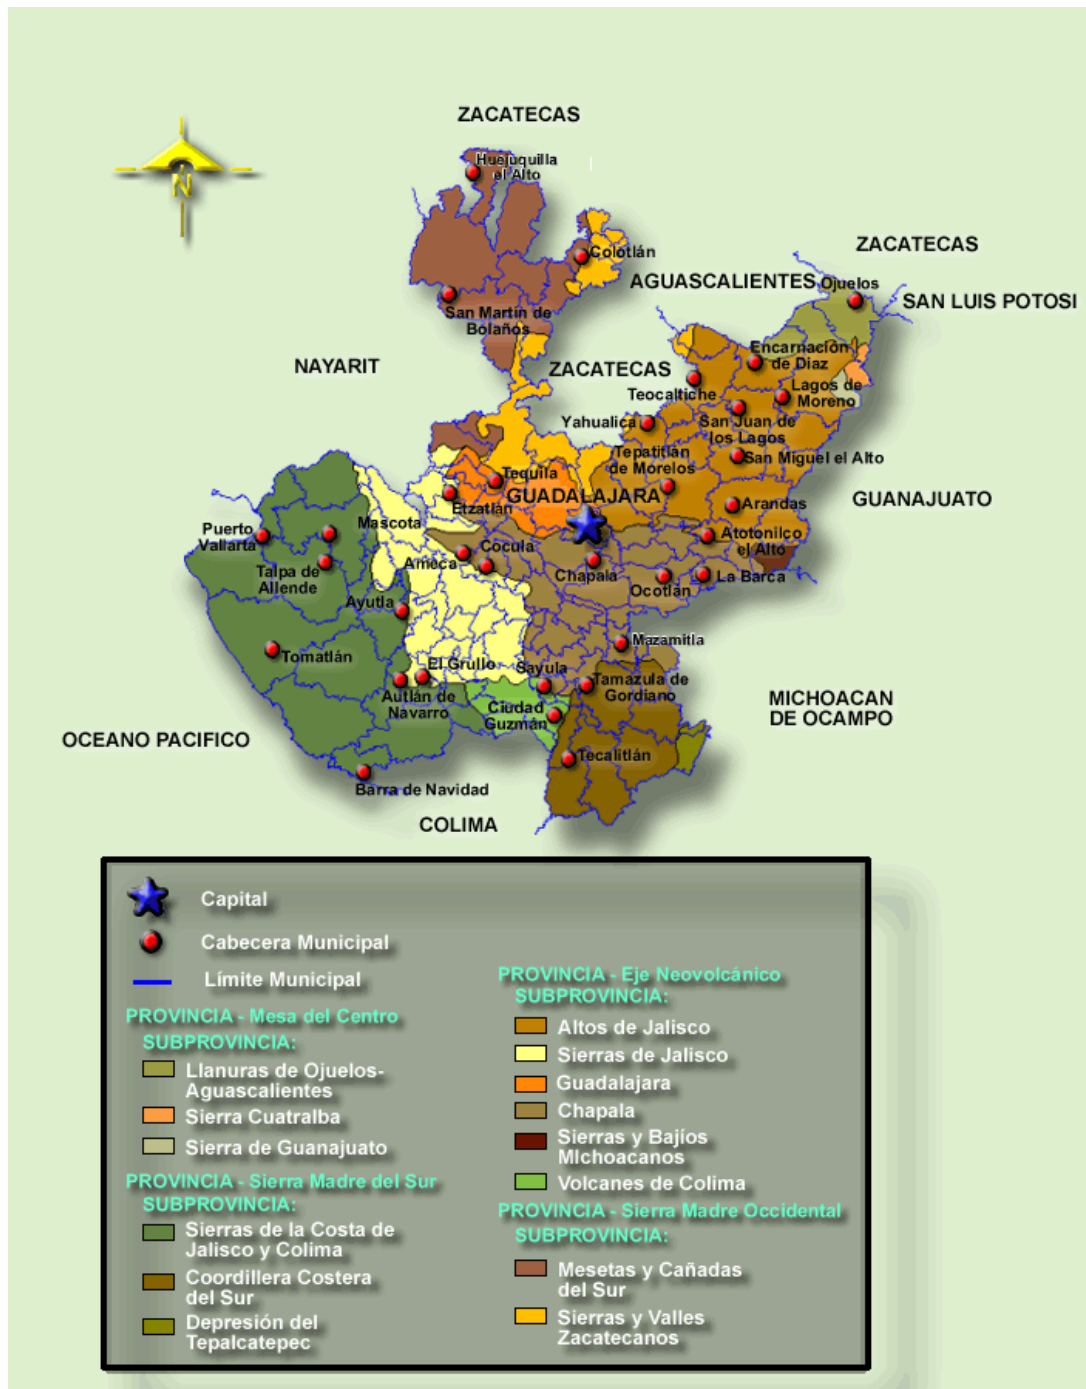 ZACATECAS
Huejuquilla
el Alto
N
Colotlán
ZACATECAS
AGUASCALIENTES
Ojuelos
SAN LUIS POTOSI
San Martín de
Bolaños
NAYARIT
ZACATECAS
Encarnación
de Diaz
Teocaltiche
Lagos de
Moreno
Yahualica
San Juan de
los Lagos
Tepatitlán
de Morelos
San Miguel el Alto
Tequila
GUADALAJARA
Etzatlán
Arandas
GUANAJUATO
Mascota
Puerto
Vallarta
Atotonilco
el Alto
Cocula
Ameca
Talpa de
Allende
Chapala
Ocotlán
La Barca
Ayutla
Mazamitla
Tomatlán
El Grullo
Sayula
Tamazula de
Gordiano
Autlán de
Navarro
Ciudad
Guzmán
MICHOACAN
DE OCAMPO
OCEANO PACIFICO
Tecalitlán
Barra de Navidad
COLIMA
Capital
Cabecera Municipal
Límite Municipal
PROVINCIA - Mesa del Centro
SUBPROVINCIA:
Llanuras de Ojuelos-
Aguascalientes
Sierra Cuatralba
Sierra de Guanajuato
PROVINCIA - Sierra Madre del Sur
SUBPROVINCIA:
Sierras de la Costa de
Jalisco y Colima
Coordillera Costera
del Sur
Depresión del
Tepalcatepec
PROVINCIA - Eje Neovolcánico
SUBPROVINCIA:
Altos de Jalisco
Sierras de Jalisco
Guadalajara
Chapala
Sierras y Bajíos
MIchoacanos
Volcanes de Colima
PROVINCIA - Sierra Madre Occidental
SUBPROVINCIA:
Mesetas y Cañadas
del Sur
Sierras y Valles
Zacatecanos